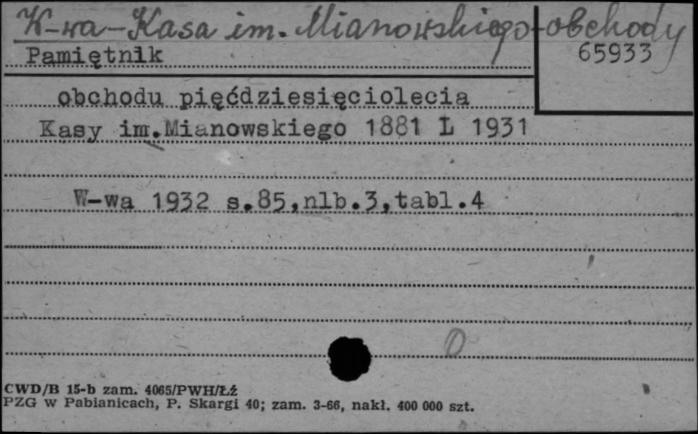 W-wa-Kasa im. Mianowskiego-obchody
Pamiętnik
65933
obchodu pięćdziesięciolecia
Kasy im.Mianowskiego 1881 Ł 1931
W-wa 1932 s.85,nlb.3,tabl.4
O
CWD/B 15-b zam. 4065/PWH/Łź
PZG w Pabianicach, P. Skargi 40; zam. 3-66, nakł. 400 000 szt.